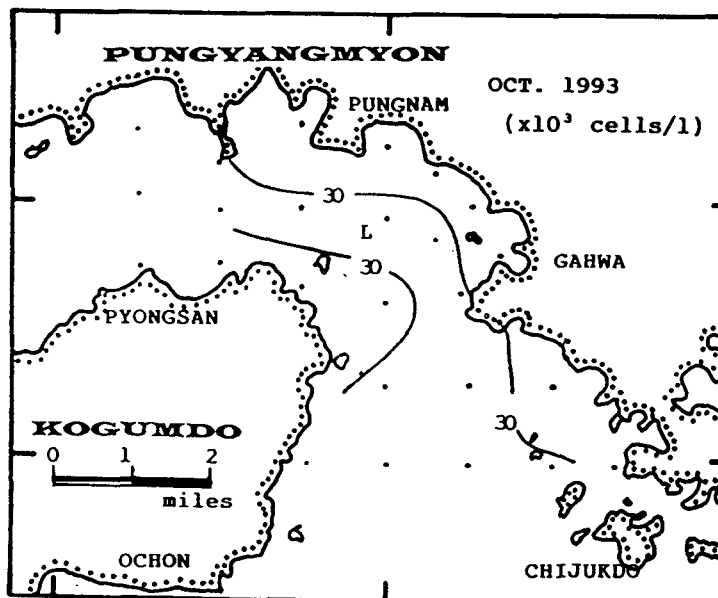 PUNGYANGMYON
OCT. 1993
PUNGNAM
(x10³ cells/l)
30
L
30
GAHWA
PYONGSAN
30
KOGUMDO
0 1 2
miles
OCHON
CHIJUKDO